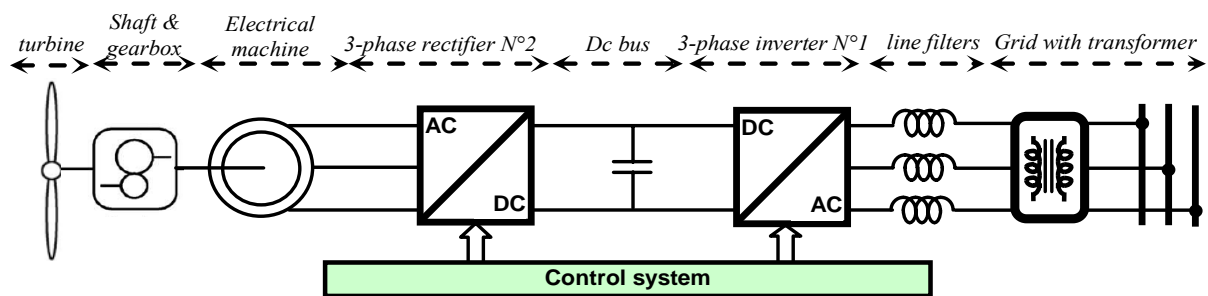 Shaft &
gearbox
Electrical
machine
turbine
3-phase rectifier N°2
Dc bus
3-phase inverter N°1
line filters
Grid with transformer
AC
DC
DC
AC
Control system